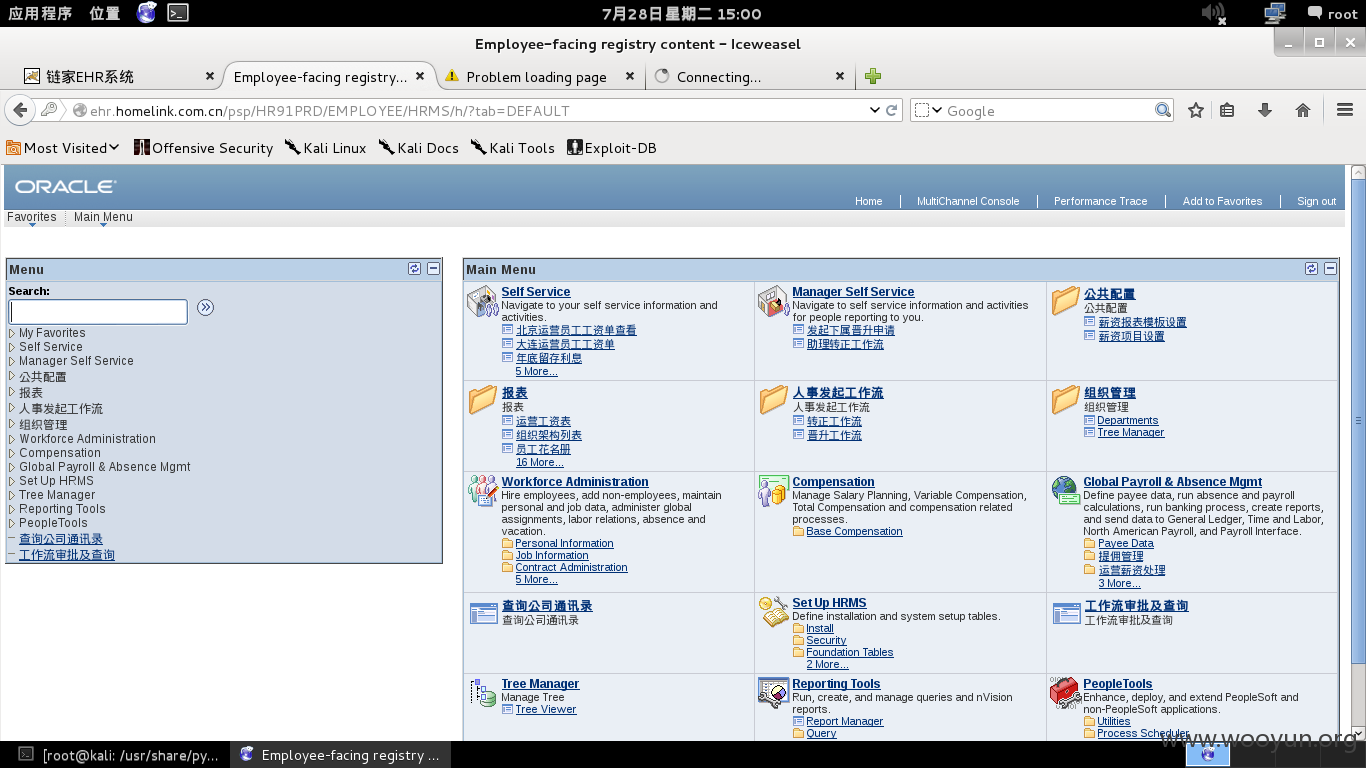 应用程序 位置 7月28日星期二 15:00 root
Employee-facing registry content - Iceweasel
链家EHR系统 Employee-facing registry... Problem loading page Connecting...
ehr.homelink.com.cn/psp/HR91PRD/EMPLOYEE/HRMS/h/?tab=DEFAULT Google
Most Visited Offensive Security Kali Linux Kali Docs Kali Tools Exploit-DB
ORACLE
Home MultiChannel Console Performance Trace Add to Favorites Sign out
Favorites Main Menu
Menu
Search:
My Favorites
Self Service
Manager Self Service
公共配置
报表
人事发起工作流
组织管理
Workforce Administration
Compensation
Global Payroll & Absence Mgmt
Set Up HRMS
Tree Manager
Reporting Tools
PeopleTools
查询公司通讯录
工作流审批及查询
Main Menu
Self Service
Navigate to your self service information and
activities.
北京运营员工工资单查看
大连运营员工工资单
年底留存利息
5 More...
Manager Self Service
Navigate to self service information and activities
for people reporting to you.
发起下属晋升申请
助理转正工作流
公共配置
公共配置
薪资报表模板设置
薪资项目设置
报表
报表
运营工资表
组织架构列表
员工花名册
16 More...
人事发起工作流
人事发起工作流
转正工作流
晋升工作流
组织管理
组织管理
Departments
Tree Manager
Workforce Administration
Hire employees, add non-employees, maintain
personal and job data, administer global
assignments, labor relations, absence and
vacation.
Personal Information
Job Information
Contract Administration
5 More...
Compensation
Manage Salary Planning, Variable Compensation,
Total Compensation and compensation related
processes.
Base Compensation
Global Payroll & Absence Mgmt
Define payee data, run absence and payroll
calculations, run banking process, create reports,
and send data to General Ledger, Time and Labor,
North American Payroll, and Payroll Interface.
Payee Data
提佣管理
运营薪资处理
3 More...
查询公司通讯录
查询公司通讯录
Set Up HRMS
Define installation and system setup tables.
Install
Security
Foundation Tables
2 More...
工作流审批及查询
工作流审批及查询
Tree Manager
Manage Tree
Tree Viewer
Reporting Tools
Run, create, and manage queries and nVision
reports.
Report Manager
Query
PeopleTools
Enhance, deploy, and extend PeopleSoft and
non-PeopleSoft applications.
Utilities
Process Scheduler
www.wooyun.org
[root@kali: /usr/share/py... Employee-facing registry ...